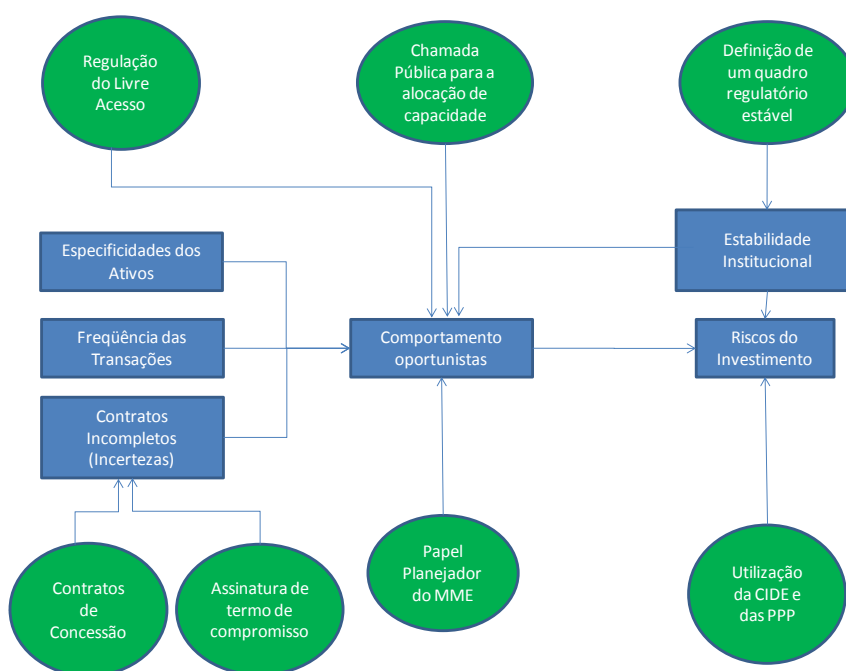 Regulação
do Livre
Acesso
Chamada
Pública para a
alocação de
capacidade
Definição de
um quadro
regulatório
estável
Especificidades dos
Ativos
Estabilidade
Institucional
Freqüência das
Transações
Comportamento
oportunistas
Riscos do
Investimento
Contratos
Incompletos
(Incertezas)
Contratos
de
Concessão
Assinatura de
termo de
compromisso
Papel
Planejador
do MME
Utilização
da CIDE e
das PPP